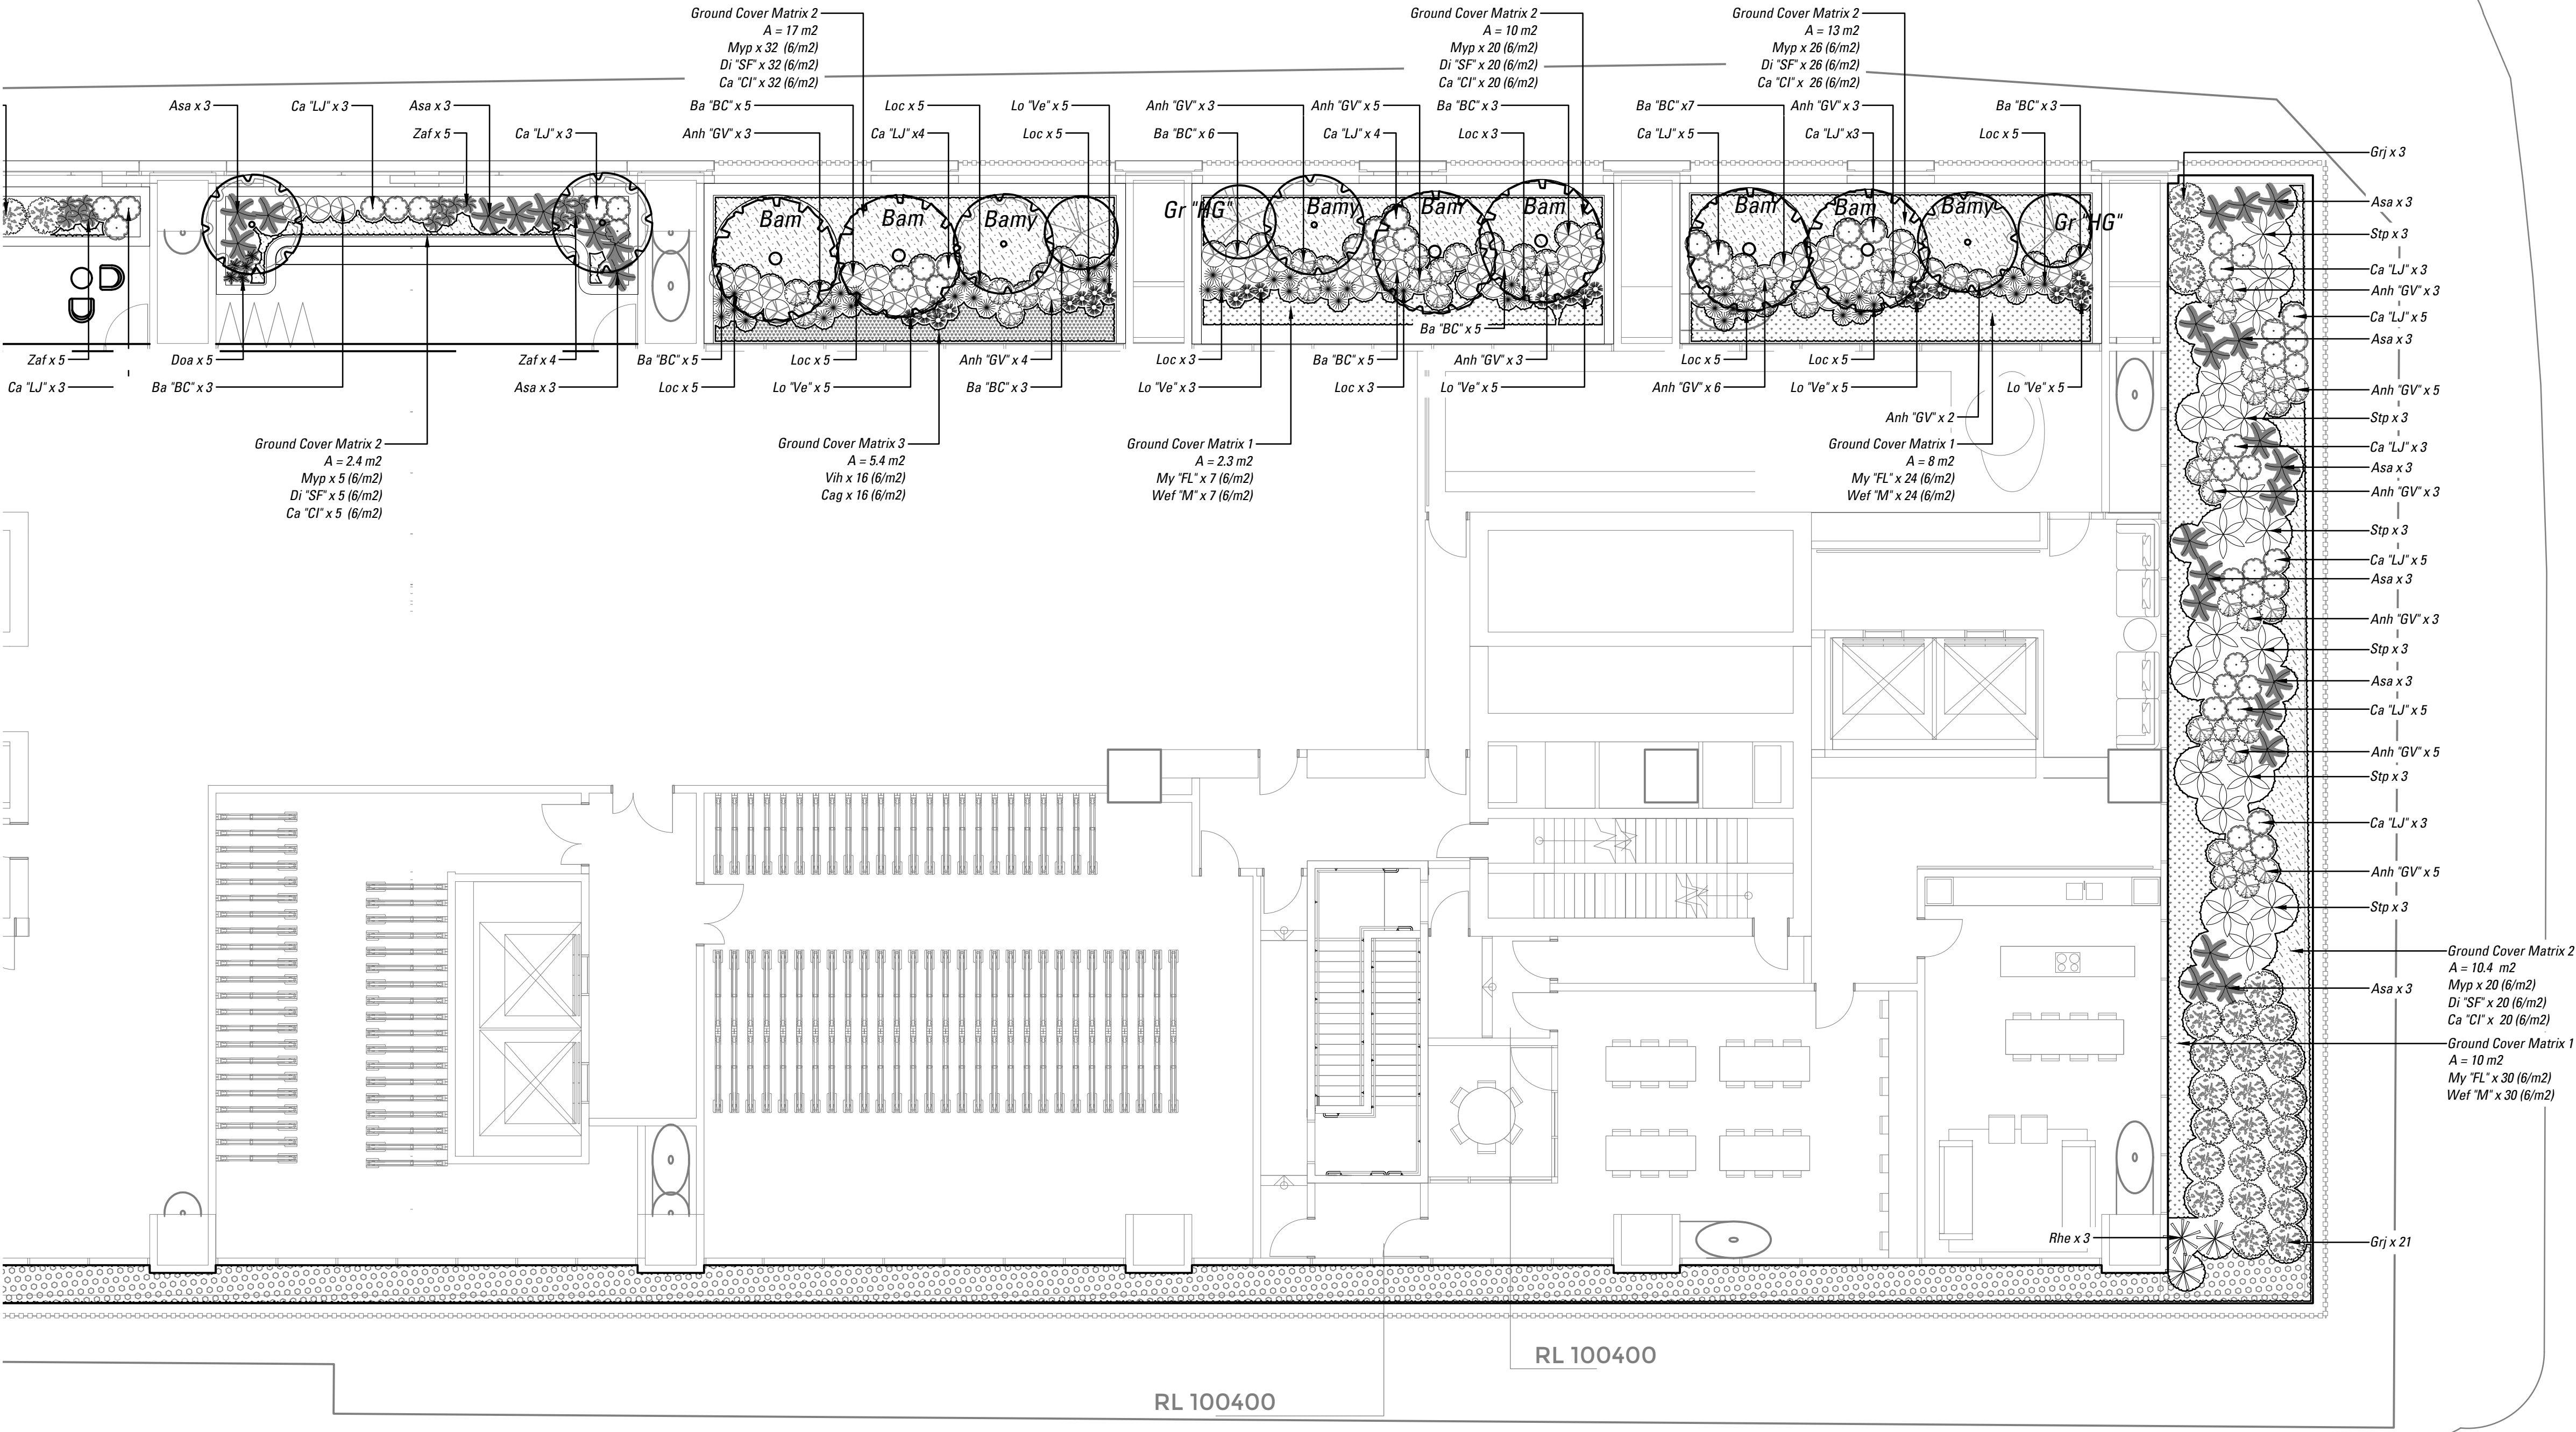 Ground Cover Matrix 2
A = 17 m2
Myp x 32 (6/m2)
Di "SF" x 32 (6/m2)
Ca "CI" x 32 (6/m2)
Ground Cover Matrix 2
A = 10 m2
Myp x 20 (6/m2)
Di "SF" x 20 (6/m2)
Ca "CI" x 20 (6/m2)
Ground Cover Matrix 2
A = 13 m2
Myp x 26 (6/m2)
Di "SF" x 26 (6/m2)
Ca "CI" x 26 (6/m2)
Asa x 3
Ca "LJ" x 3
Asa x 3
Ba "BC" x 5
Loc x 5
Lo "Ve" x 5
Anh "GV" x 3
Anh "GV" x 5
Ba "BC" x 3
Ba "BC" x7
Anh "GV" x 3
Ba "BC" x 3
Zaf x 5
Ca "LJ" x 3
Anh "GV" x 3
Ca "LJ" x4
Loc x 5
Ba "BC" x 6
Ca "LJ" x 4
Loc x 3
Ca "LJ" x 5
Ca "LJ" x3
Loc x 5
Bam
Bam
Bamy
Gr "HG"
Bamy
Bam
Bam
Bam
Bam
Bamy
Gr "HG"
Ba "BC" x 5
Zaf x 5
Doa x 5
Zaf x 4
Ba "BC" x 5
Loc x 5
Anh "GV" x 4
Loc x 3
Ba "BC" x 5
Anh "GV" x 3
Loc x 5
Loc x 5
Ca "LJ" x 3
Ba "BC" x 3
Asa x 3
Loc x 5
Lo "Ve" x 5
Ba "BC" x 3
Lo "Ve" x 3
Loc x 3
Lo "Ve" x 5
Anh "GV" x 6
Lo "Ve" x 5
Lo "Ve" x 5
Anh "GV" x 2
Ground Cover Matrix 2
A = 2.4 m2
Myp x 5 (6/m2)
Di "SF" x 5 (6/m2)
Ca "CI" x 5 (6/m2)
Ground Cover Matrix 3
A = 5.4 m2
Vih x 16 (6/m2)
Cag x 16 (6/m2)
Ground Cover Matrix 1
A = 2.3 m2
My "FL" x 7 (6/m2)
Wef "M" x 7 (6/m2)
Ground Cover Matrix 1
A = 8 m2
My "FL" x 24 (6/m2)
Wef "M" x 24 (6/m2)
Grj x 3
Asa x 3
Stp x 3
Ca "LJ" x 3
Anh "GV" x 3
Ca "LJ" x 5
Asa x 3
Anh "GV" x 5
Stp x 3
Ca "LJ" x 3
Asa x 3
Anh "GV" x 3
Stp x 3
Ca "LJ" x 5
Asa x 3
Anh "GV" x 3
Stp x 3
Asa x 3
Ca "LJ" x 5
Anh "GV" x 5
Stp x 3
Ca "LJ" x 3
Anh "GV" x 5
Stp x 3
Ground Cover Matrix 2
A = 10.4 m2
Myp x 20 (6/m2)
Di "SF" x 20 (6/m2)
Ca "CI" x 20 (6/m2)
Asa x 3
Ground Cover Matrix 1
A = 10 m2
My "FL" x 30 (6/m2)
Wef "M" x 30 (6/m2)
Rhe x 3
Grj x 21
RL 100400
RL 100400